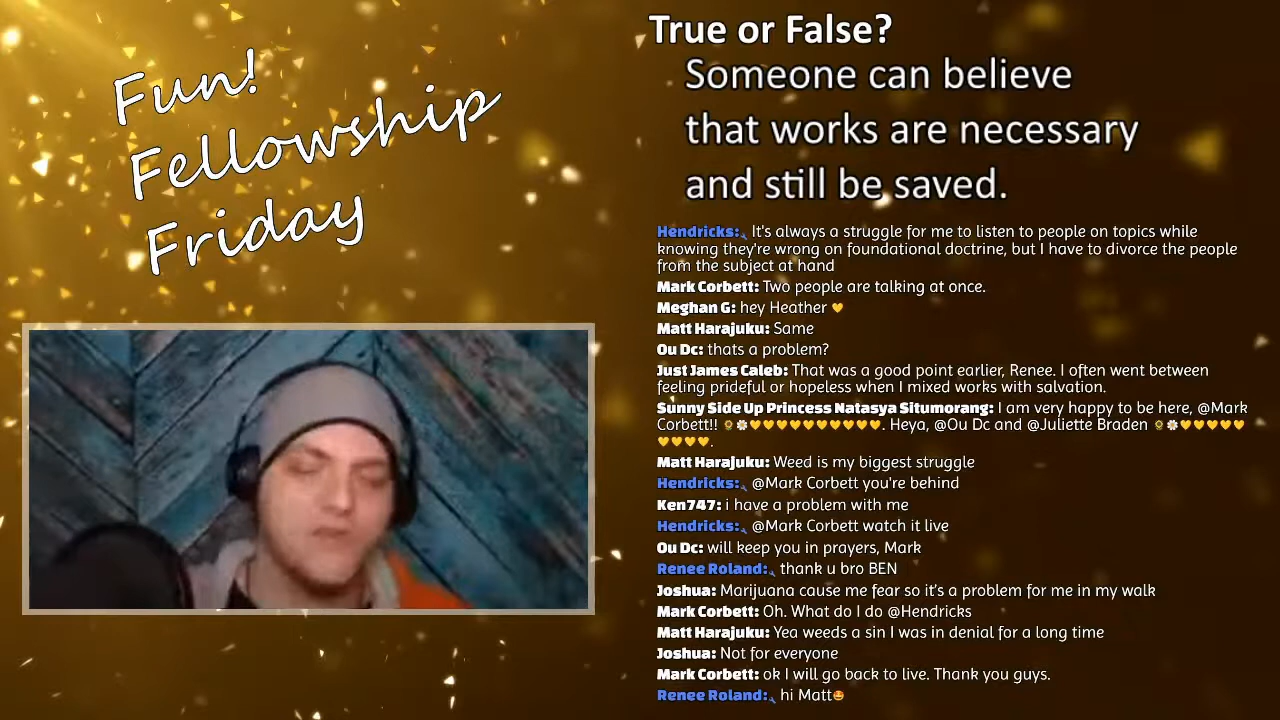 Fun!
Fellowship
Friday
True or False?
Someone can believe
that works are necessary
and still be saved.
Hendricks: It's always a struggle for me to listen to people on topics while
knowing they're wrong on foundational doctrine, but I have to divorce the people
from the subject at hand
Mark Corbett: Two people are talking at once.
Meghan G: hey Heather 💛
Matt Harajuku: Same
Ou Dc: thats a problem?
Just James Caleb: That was a good point earlier, Renee. I often went between
feeling prideful or hopeless when I mixed works with salvation.
Sunny Side Up Princess Natasya Situmorang: I am very happy to be here, @Mark
Corbett!! 🌻🌼💛💛💛💛💛💛💛💛💛💛💛. Heya, @Ou Dc and @Juliette Braden 🌻🌼💛💛💛💛💛
💛💛💛💛.
Matt Harajuku: Weed is my biggest struggle
Hendricks: @Mark Corbett you're behind
Ken747: i have a problem with me
Hendricks: @Mark Corbett watch it live
Ou Dc: will keep you in prayers, Mark
Renee Roland: thank u bro BEN
Joshua: Marijuana cause me fear so it's a problem for me in my walk
Mark Corbett: Oh. What do I do @Hendricks
Matt Harajuku: Yea weeds a sin I was in denial for a long time
Joshua: Not for everyone
Mark Corbett: ok I will go back to live. Thank you guys.
Renee Roland: hi Matt🤩